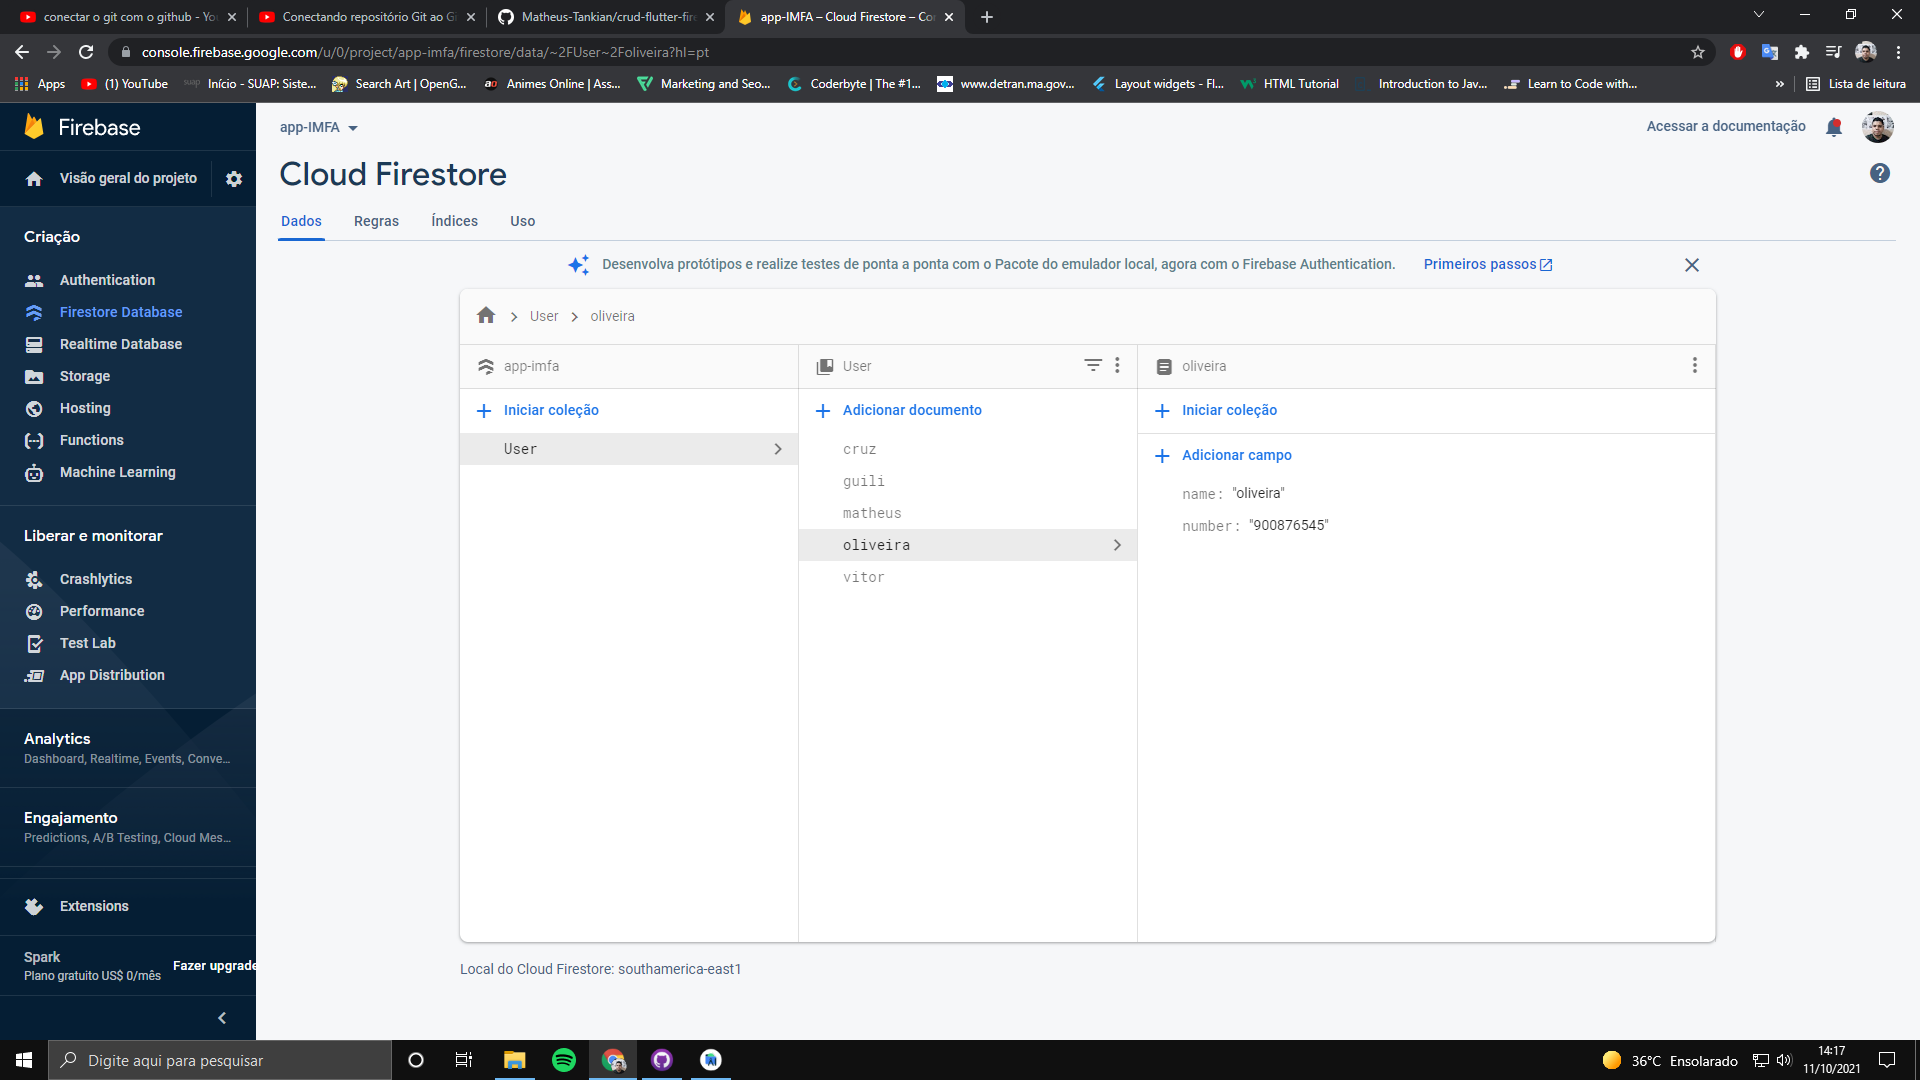 conectar o git com o github - You
Conectando repositório Git ao Gi
Matheus-Tankian/crud-flutter-fire
app-IMFA – Cloud Firestore – Co
console.firebase.google.com/u/0/project/app-imfa/firestore/data/~2FUser~2Foliveira?hl=pt
Apps
(1) YouTube
Início - SUAP: Siste...
Search Art | OpenG...
Animes Online | Ass...
Marketing and Seo...
Coderbyte | The #1...
www.detran.ma.gov...
Layout widgets - Fl...
HTML Tutorial
Introduction to Jav...
Learn to Code with...
»
Lista de leitura
Firebase
Visão geral do projeto
Criação
Authentication
Firestore Database
Realtime Database
Storage
Hosting
Functions
Machine Learning
Liberar e monitorar
Crashlytics
Performance
Test Lab
App Distribution
Analytics
Dashboard, Realtime, Events, Conve...
Engajamento
Predictions, A/B Testing, Cloud Mes...
Extensions
Spark
Plano gratuito US$ 0/mês
Fazer upgrade
app-IMFA
Acessar a documentação
Cloud Firestore
Dados
Regras
Índices
Uso
Desenvolva protótipos e realize testes de ponta a ponta com o Pacote do emulador local, agora com o Firebase Authentication.
Primeiros passos
User
oliveira
app-imfa
Iniciar coleção
User
User
Adicionar documento
cruz
guili
matheus
oliveira
vitor
oliveira
Iniciar coleção
Adicionar campo
name: "oliveira"
number: "900876545"
Local do Cloud Firestore: southamerica-east1
Digite aqui para pesquisar
36°C Ensolarado
14:17
11/10/2021